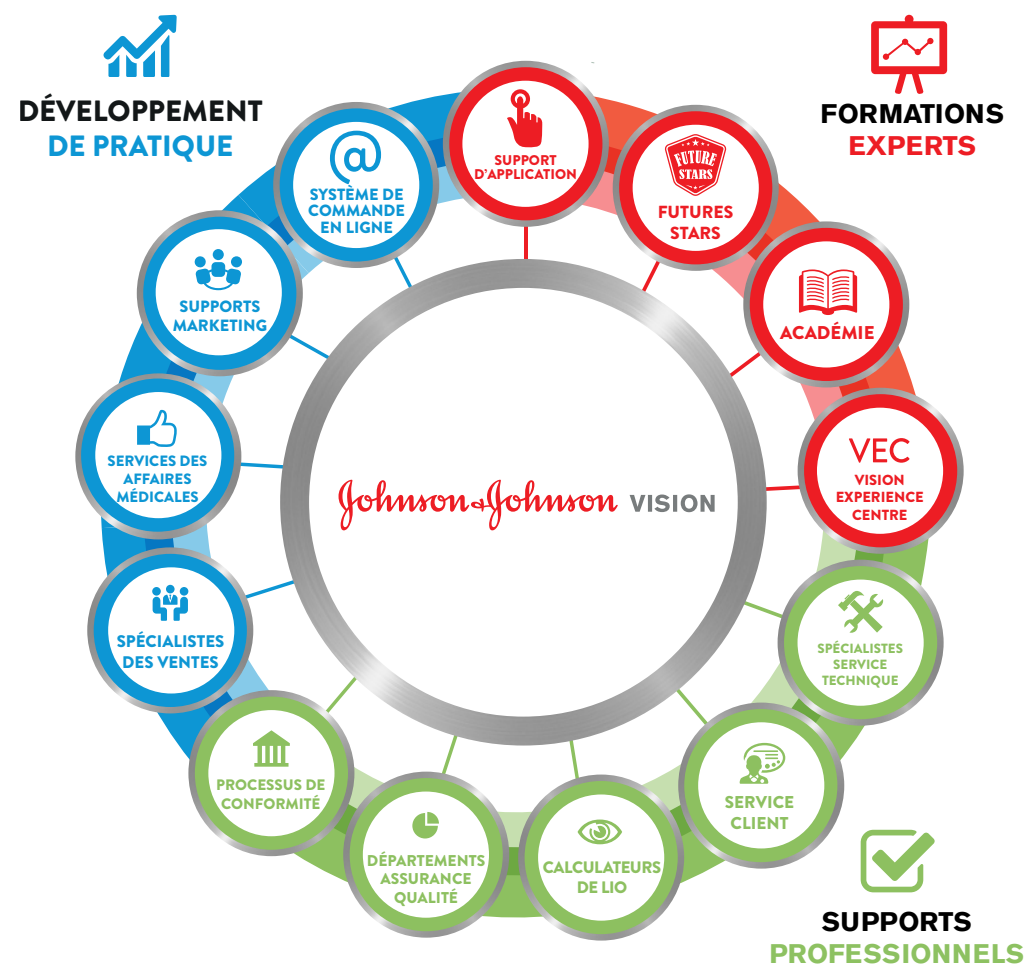 DÉVELOPPEMENT
DE PRATIQUE
FORMATIONS
EXPERTS
SUPPORT
D'APPLICATION
FUTURE
STARS
FUTURES
STARS
ACADÉMIE
VEC
VISION
EXPERIENCE
CENTRE
SPÉCIALISTES
SERVICE
TECHNIQUE
SERVICE
CLIENT
CALCULATEURS
DE LIO
DÉPARTEMENTS
ASSURANCE
QUALITÉ
PROCESSUS DE
CONFORMITÉ
SPÉCIALISTES
DES VENTES
SERVICES DES
AFFAIRES
MÉDICALES
SUPPORTS
MARKETING
@
SYSTÈME DE
COMMANDE
EN LIGNE
Johnson & Johnson VISION
SUPPORTS
PROFESSIONNELS